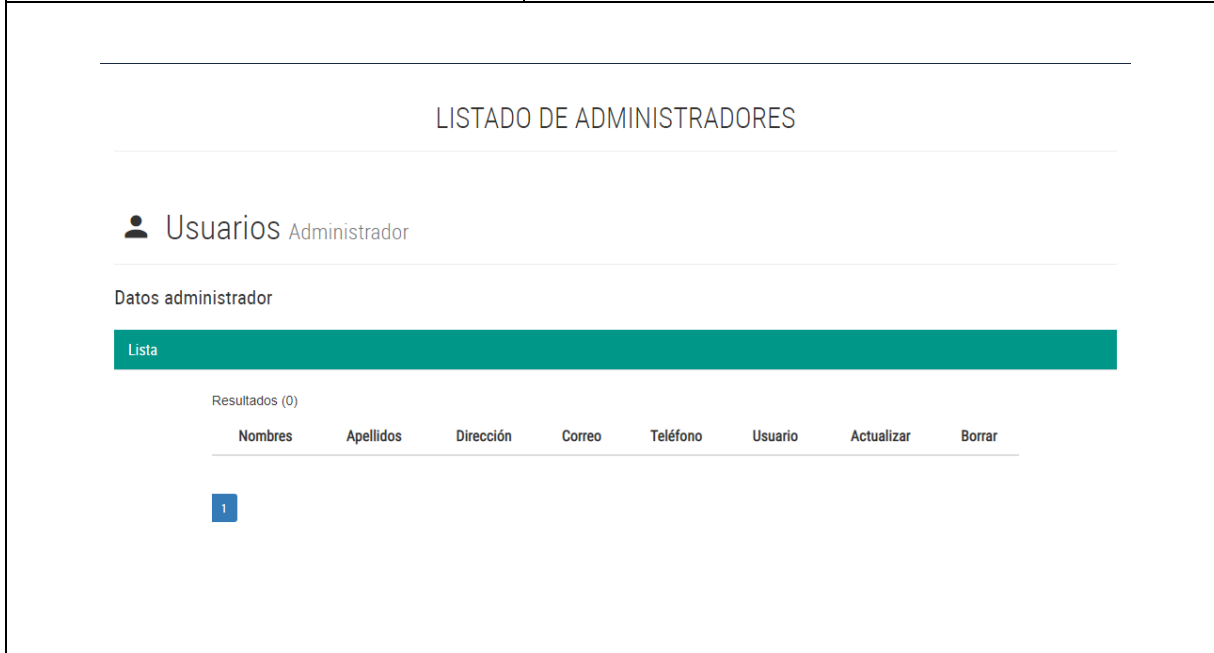 LISTADO DE ADMINISTRADORES
Usuarios Administrador
Datos administrador
Lista
Resultados (0)
Nombres Apellidos Dirección Correo Teléfono Usuario Actualizar Borrar
1